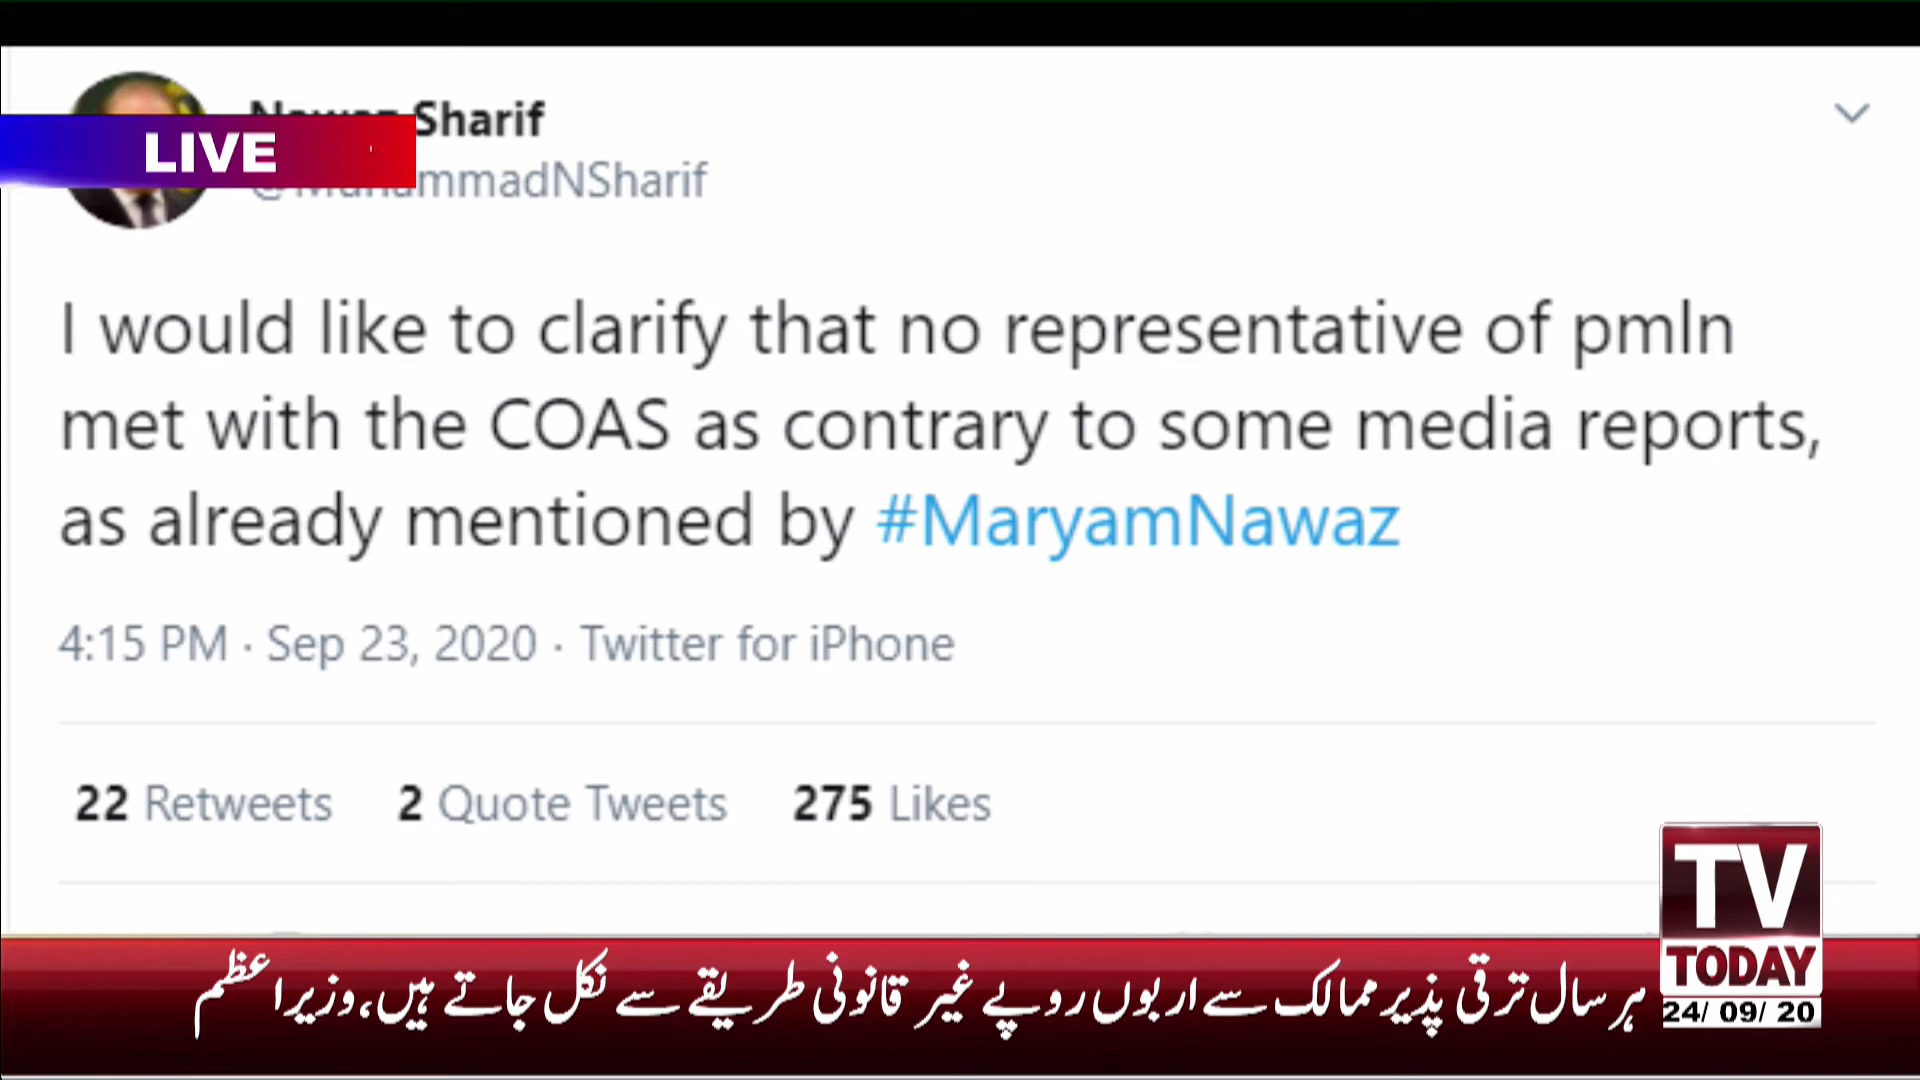 Sharif
LIVE
mmadNSharif
I would like to clarify that no representative of pmln
met with the COAS as contrary to some media reports,
as already mentioned by #MaryamNawaz
4:15 PM · Sep 23, 2020 · Twitter for iPhone
22 Retweets 2 Quote Tweets 275 Likes
TV
TODAY
24/ 09/ 20
ہر سال ترقی پذیر ممالک سے اربوں روپے غیر قانونی طریقے سے نکل جاتے ہیں، وزیراعظم